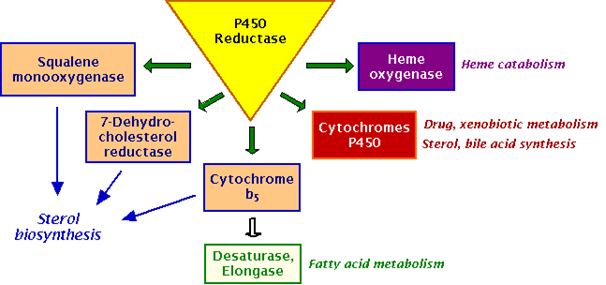 P450
Reductase
Squalene
monooxygenase
Heme
oxygenase
Heme catabolism
7-Dehydro-
cholesterol
reductase
Cytochromes
P450
Drug, xenobiotic metabolism
Sterol, bile acid synthesis
Cytochrome
b5
Sterol
biosynthesis
Desaturase,
Elongase
Fatty acid metabolism